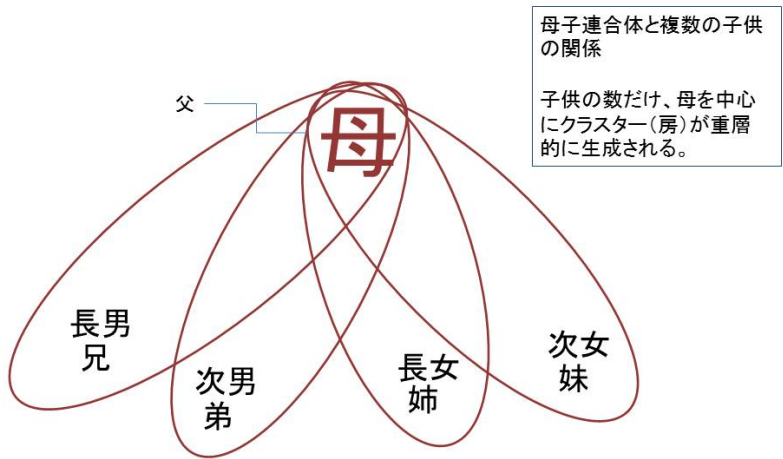 母子連合体と複数の子供
の関係
子供の数だけ、母を中心
にクラスター(房)が重層
的に生成される。
父
母
長男
兄
次男
弟
長女
姉
次女
妹